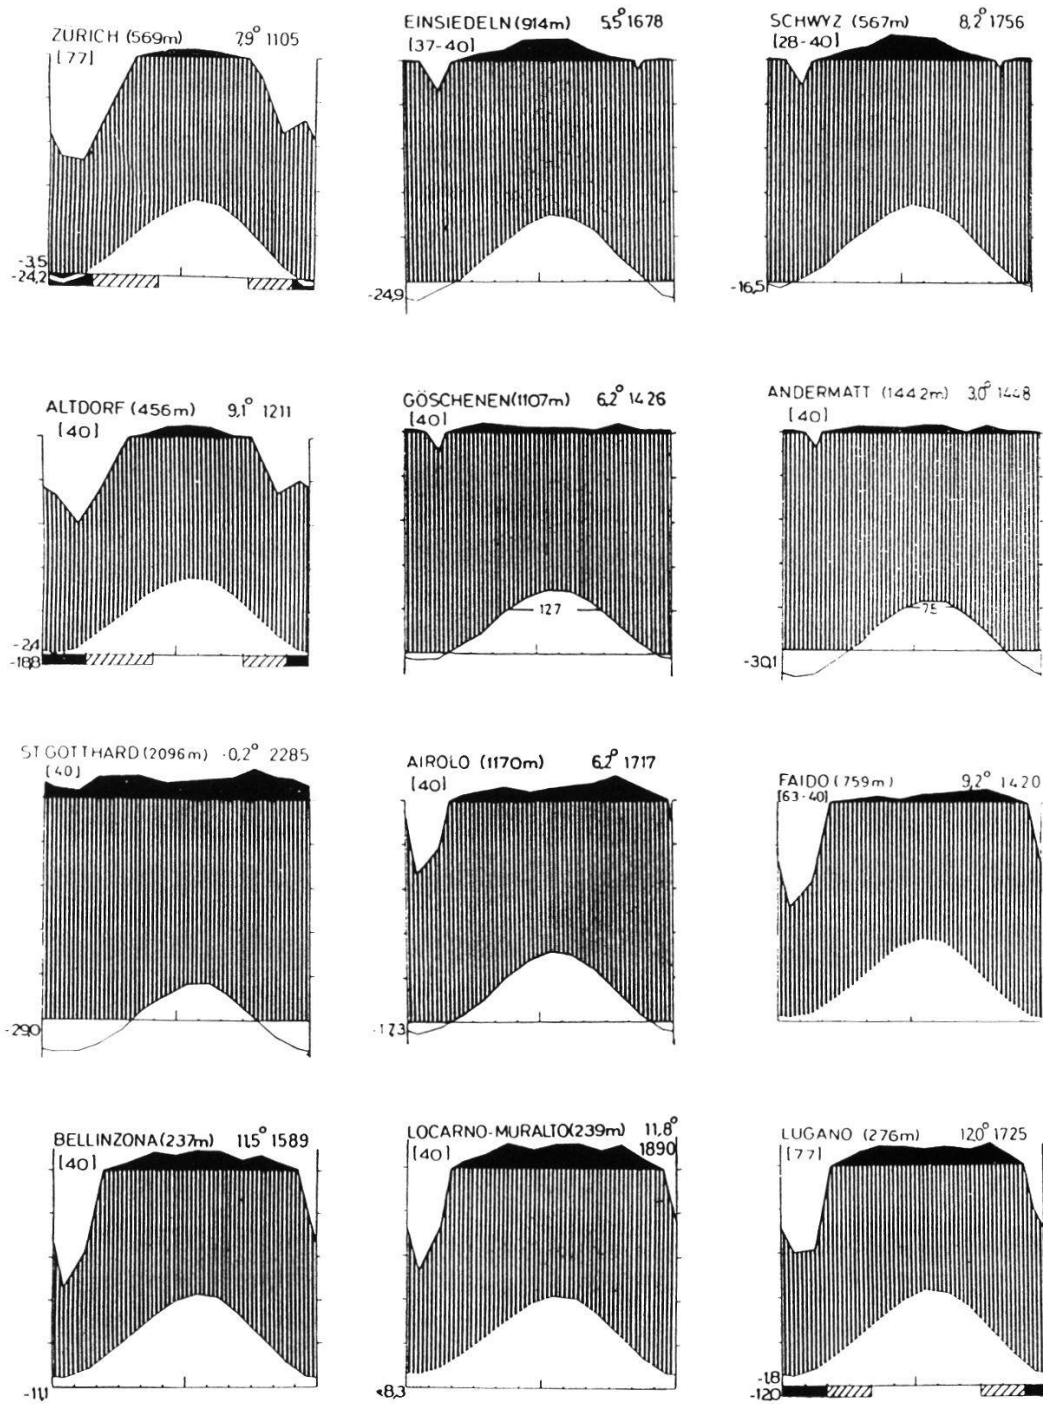 ZÜRICH (569m) 7,9° 1105
[77]
-3,5
-24,2
EINSIEDELN (914m) 5,5° 1678
[37-40]
-24,9
SCHWYZ (567m) 8,2° 1756
[28-40]
-16,5
ALTDORF (456m) 9,1° 1211
[40]
-2,4
-18,8
GÖSCHENEN (1107m) 6,2° 1426
[40]
127
ANDERMATT (1442m) 3,0° 1448
[40]
75
-30,1
ST GOTTHARD (2096m) -0,2° 2285
[40]
-29,0
AIROLO (1170m) 6,2° 1717
[40]
-17,3
FAIDO (759m) 9,2° 1420
[63-40]
BELLINZONA (237m) 11,5° 1589
[40]
-11,1
LOCARNO-MURALTO (239m) 11,8°
[40] 1890
-8,3
LUGANO (276m) 12,0° 1725
[77]
-1,8
-12,0